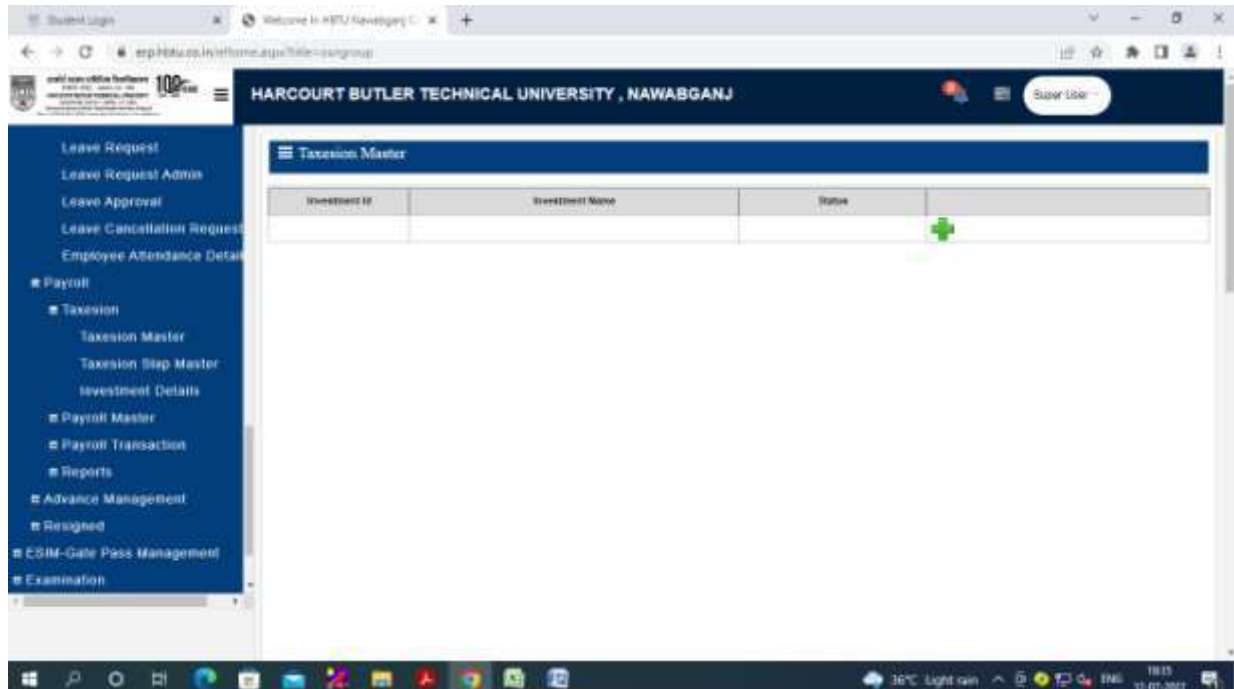 Student Login
Welcome to HBTU Nawabganj
HARCOURT BUTLER TECHNICAL UNIVERSITY , NAWABGANJ
Super User
Leave Request
Leave Request Admin
Leave Approval
Leave Cancellation Request
Employee Attendance Detail
Payroll
Taxesion
Taxesion Master
Taxesion Slap Master
Investment Details
Payroll Master
Payroll Transaction
Reports
Advance Management
Resigned
ESIM-Gate Pass Management
Examination
Taxesion Master
Investment Id
Investment Name
Status
36°C Light rain
ENG